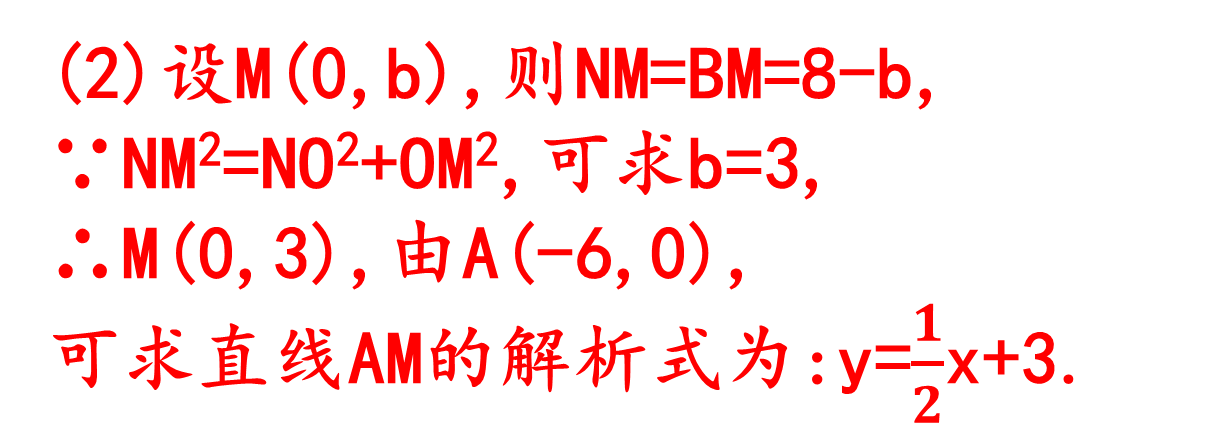 (2)设M(0,b),则NM=BM=8-b,
∵NM²=NO²+OM²,可求b=3,
∴M(0,3),由A(-6,0),
可求直线AM的解析式为:y=1/2x+3.